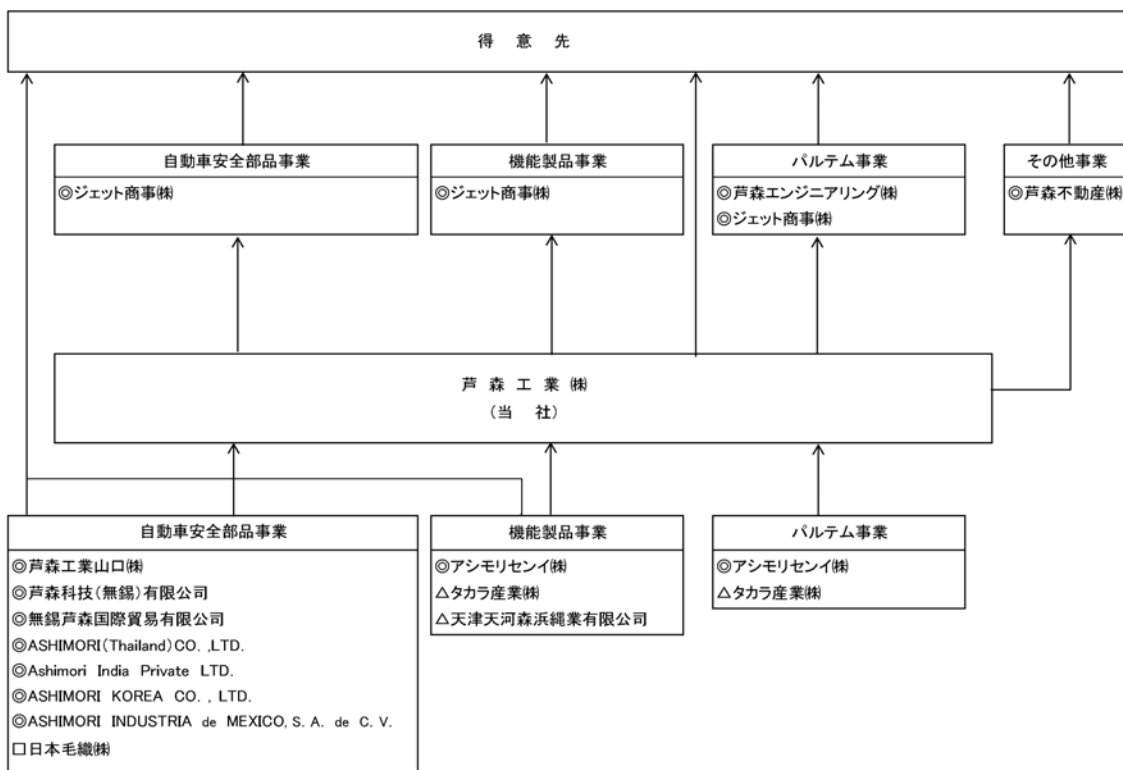 得 意 先
自動車安全部品事業
◎ジェット商事㈱
機能製品事業
◎ジェット商事㈱
パルテム事業
◎芦森エンジニアリング㈱
◎ジェット商事㈱
その他事業
◎芦森不動産㈱
芦 森 工 業 ㈱
（当 社）
自動車安全部品事業
◎芦森工業山口㈱
◎芦森科技（無錫）有限公司
◎無錫芦森国際貿易有限公司
◎ASHIMORI（Thailand）CO. ,LTD.
◎Ashimori India Private LTD.
◎ASHIMORI KOREA CO. , LTD.
◎ASHIMORI INDUSTRIA de MEXICO, S. A. de C. V.
□日本毛織㈱
機能製品事業
◎アシモリセンイ㈱
△タカラ産業㈱
△天津天河森浜縄業有限公司
パルテム事業
◎アシモリセンイ㈱
△タカラ産業㈱